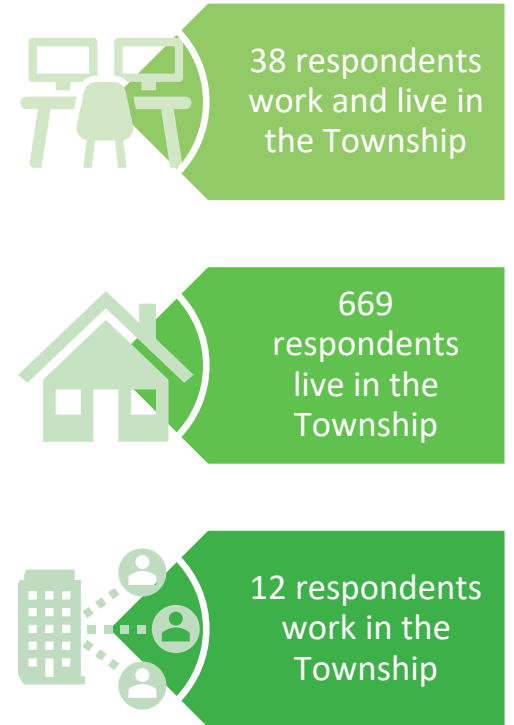 38 respondents
work and live in
the Township
669
respondents
live in the
Township
12 respondents
work in the
Township